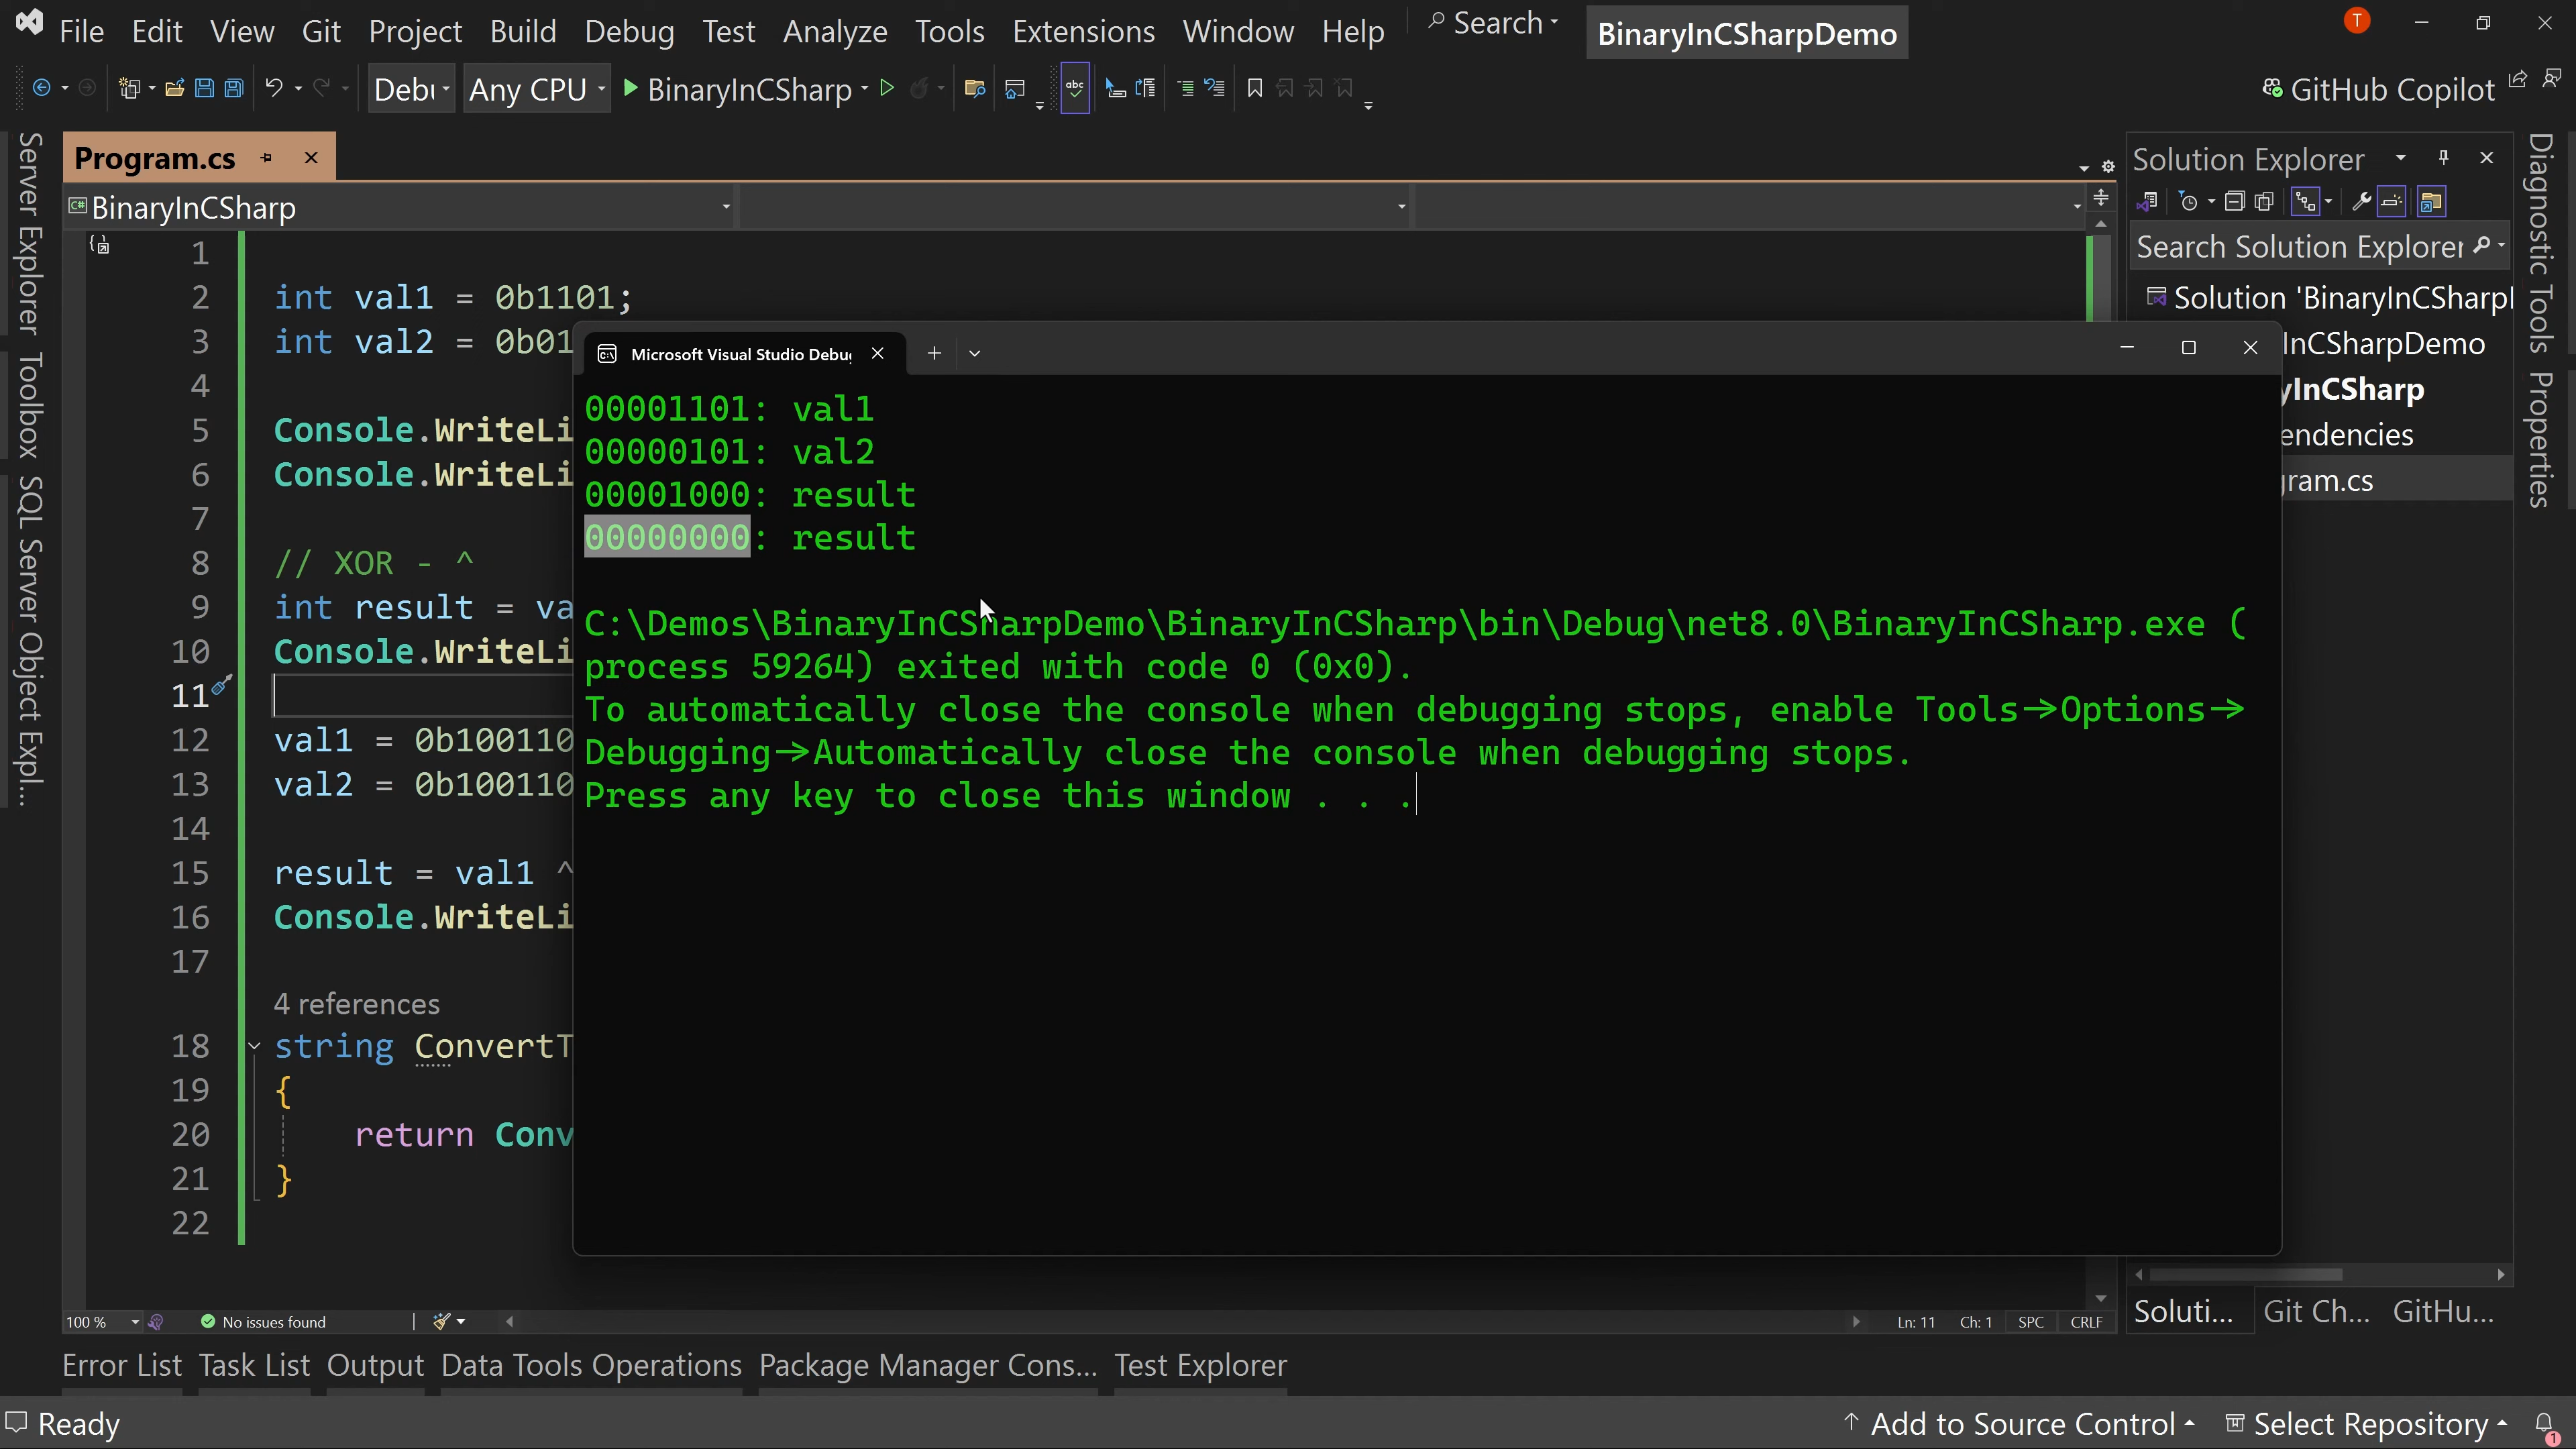 File Edit View Git Project Build Debug Test Analyze Tools Extensions Window Help Search BinaryInCSharpDemo T
Debu Any CPU BinaryInCSharp abc GitHub Copilot
Server Explorer
Toolbox
SQL Server Object Expl...
Program.cs
C# BinaryInCSharp
1
2 int val1 = 0b1101;
3 int val2 = 0b01
4
5 Console.WriteLi
6 Console.WriteLi
7
8 // XOR - ^
9 int result = va
10 Console.WriteLi
11
12 val1 = 0b100110
13 val2 = 0b100110
14
15 result = val1 ^
16 Console.WriteLi
17
4 references
18 string ConvertT
19 {
20 return Conv
21 }
22
Microsoft Visual Studio Debu
00001101: val1
00000101: val2
00001000: result
00000000: result
C:\Demos\BinaryInCSharpDemo\BinaryInCSharp\bin\Debug\net8.0\BinaryInCSharp.exe (
process 59264) exited with code 0 (0x0).
To automatically close the console when debugging stops, enable Tools->Options->
Debugging->Automatically close the console when debugging stops.
Press any key to close this window . . .
Solution Explorer
Search Solution Explorer
Solution 'BinaryInCSharpI
InCSharpDemo
yInCSharp
endencies
gram.cs
Diagnostic Tools
Properties
100 % No issues found Ln: 11 Ch: 1 SPC CRLF
Soluti... Git Ch... GitHu...
Error List Task List Output Data Tools Operations Package Manager Cons... Test Explorer
Ready Add to Source Control Select Repository 1